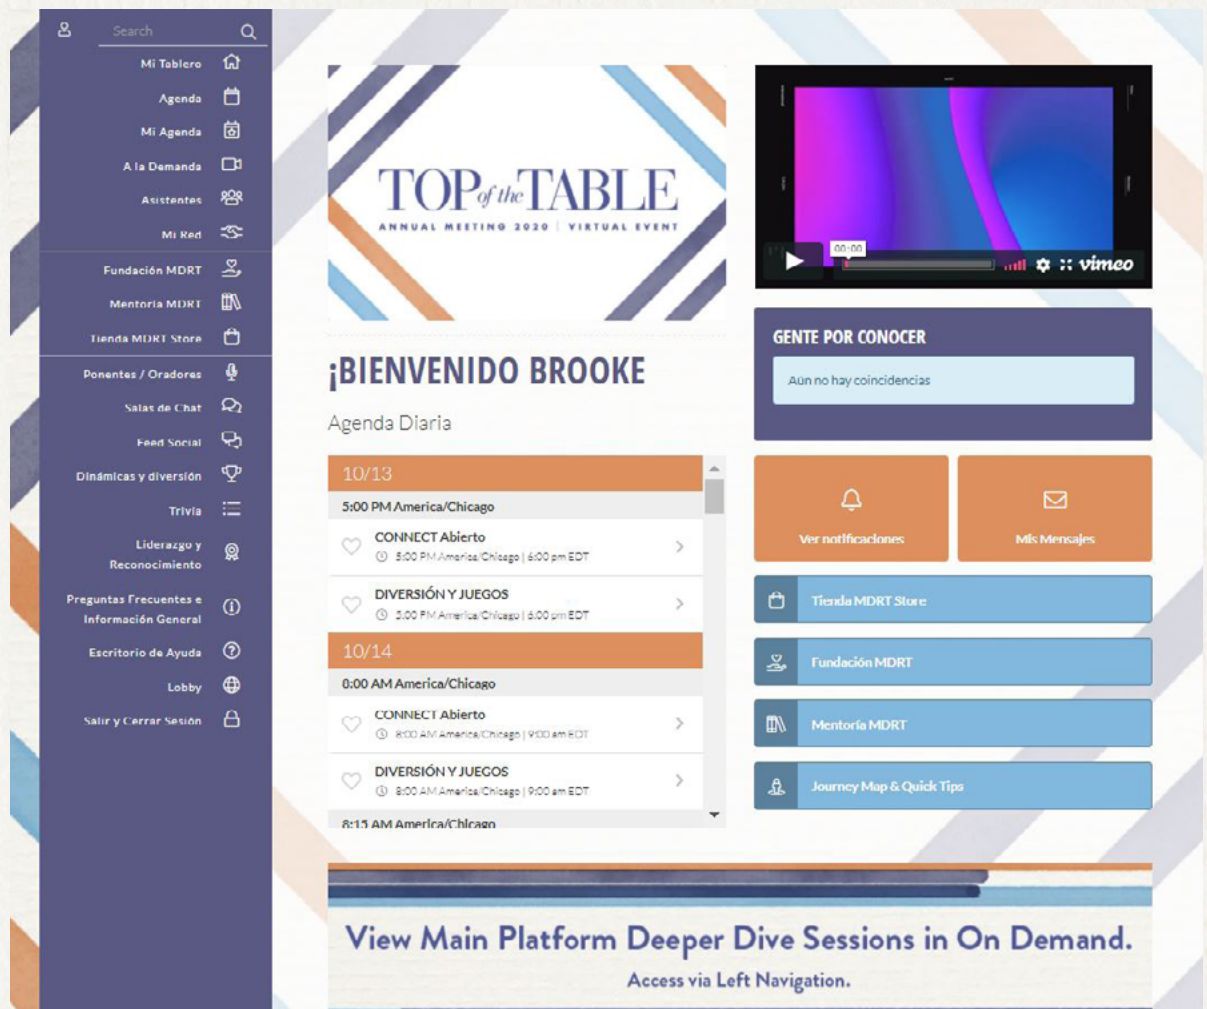 Search
Mi Tablero
Agenda
Mi Agenda
A la Demanda
Asistentes
Mi Red
Fundación MDRT
Mentoría MDRT
Tienda MDRT Store
Ponentes / Oradores
Salas de Chat
Feed Social
Dinámicas y diversión
Trivia
Liderazgo y
Reconocimiento
Preguntas Frecuentes e
Información General
Escritorio de Ayuda
Lobby
Salir y Cerrar Sesión
TOP of the TABLE
ANNUAL MEETING 2020 | VIRTUAL EVENT
¡BIENVENIDO BROOKE
Agenda Diaria
10/13
5:00 PM America/Chicago
CONNECT Abierto
5:00 PM America/Chicago | 6:00 pm EDT
DIVERSIÓN Y JUEGOS
5:00 PM America/Chicago | 6:00 pm EDT
10/14
8:00 AM America/Chicago
CONNECT Abierto
8:00 AM America/Chicago | 9:00 am EDT
DIVERSIÓN Y JUEGOS
8:00 AM America/Chicago | 9:00 am EDT
8:15 AM America/Chicago
00:00
vimeo
GENTE POR CONOCER
Aún no hay coincidencias
Ver notificaciones
Mis Mensajes
Tienda MDRT Store
Fundación MDRT
Mentoría MDRT
Journey Map & Quick Tips
View Main Platform Deeper Dive Sessions in On Demand.
Access via Left Navigation.